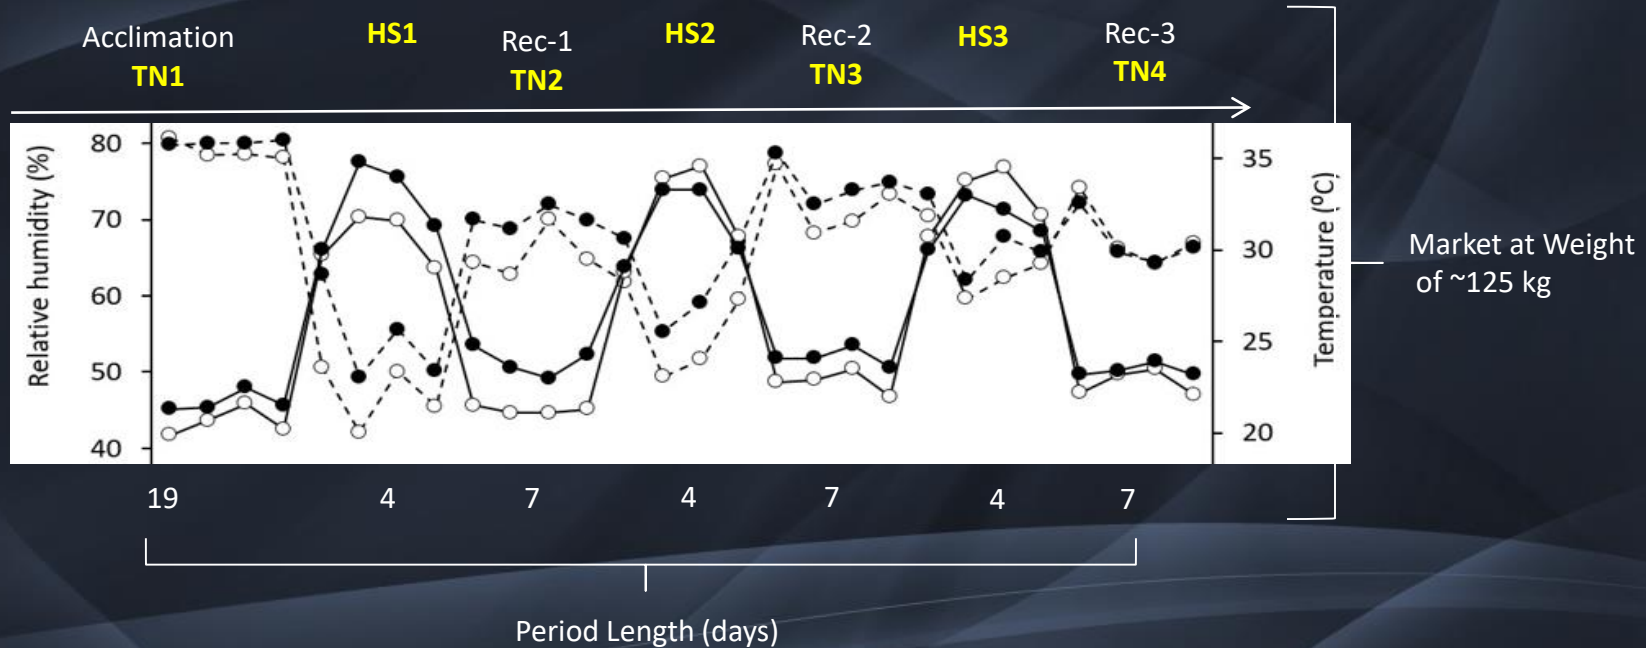 Acclimation
TN1
HS1
Rec-1
TN2
HS2
Rec-2
TN3
HS3
Rec-3
TN4
Relative humidity (%)
80
70
60
50
40
35
30
25
20
Temperature (⁰C)
Market at Weight
of ~125 kg
19 4 7 4 7 4 7
Period Length (days)